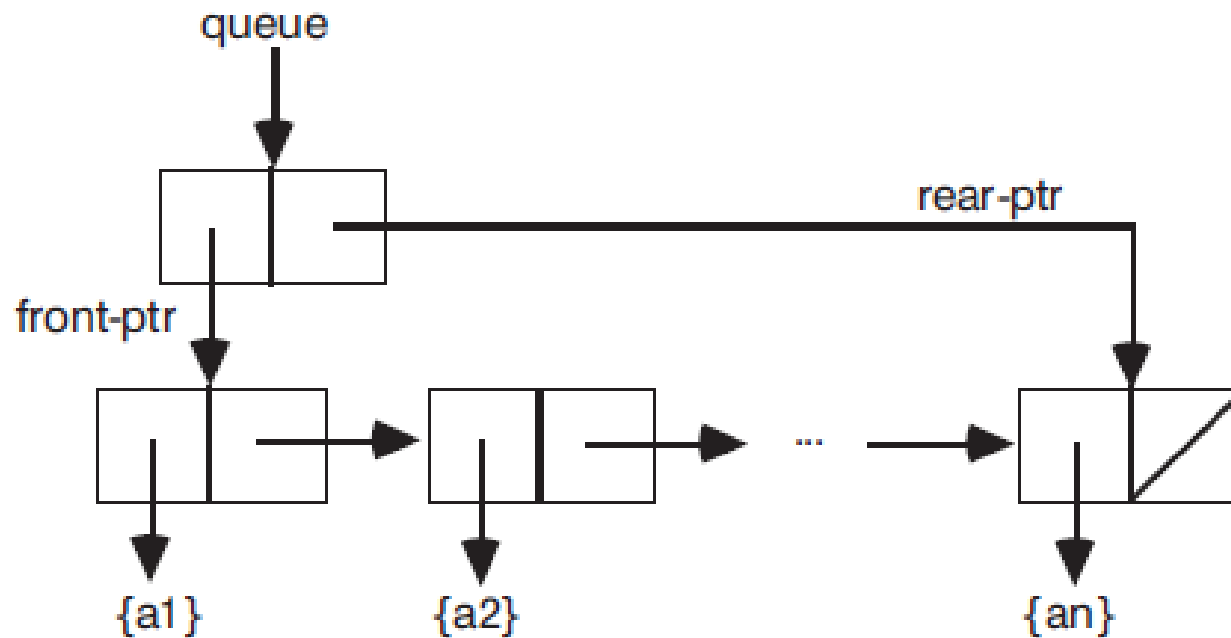 queue
rear-ptr
front-ptr
...
{a1} {a2} {an}